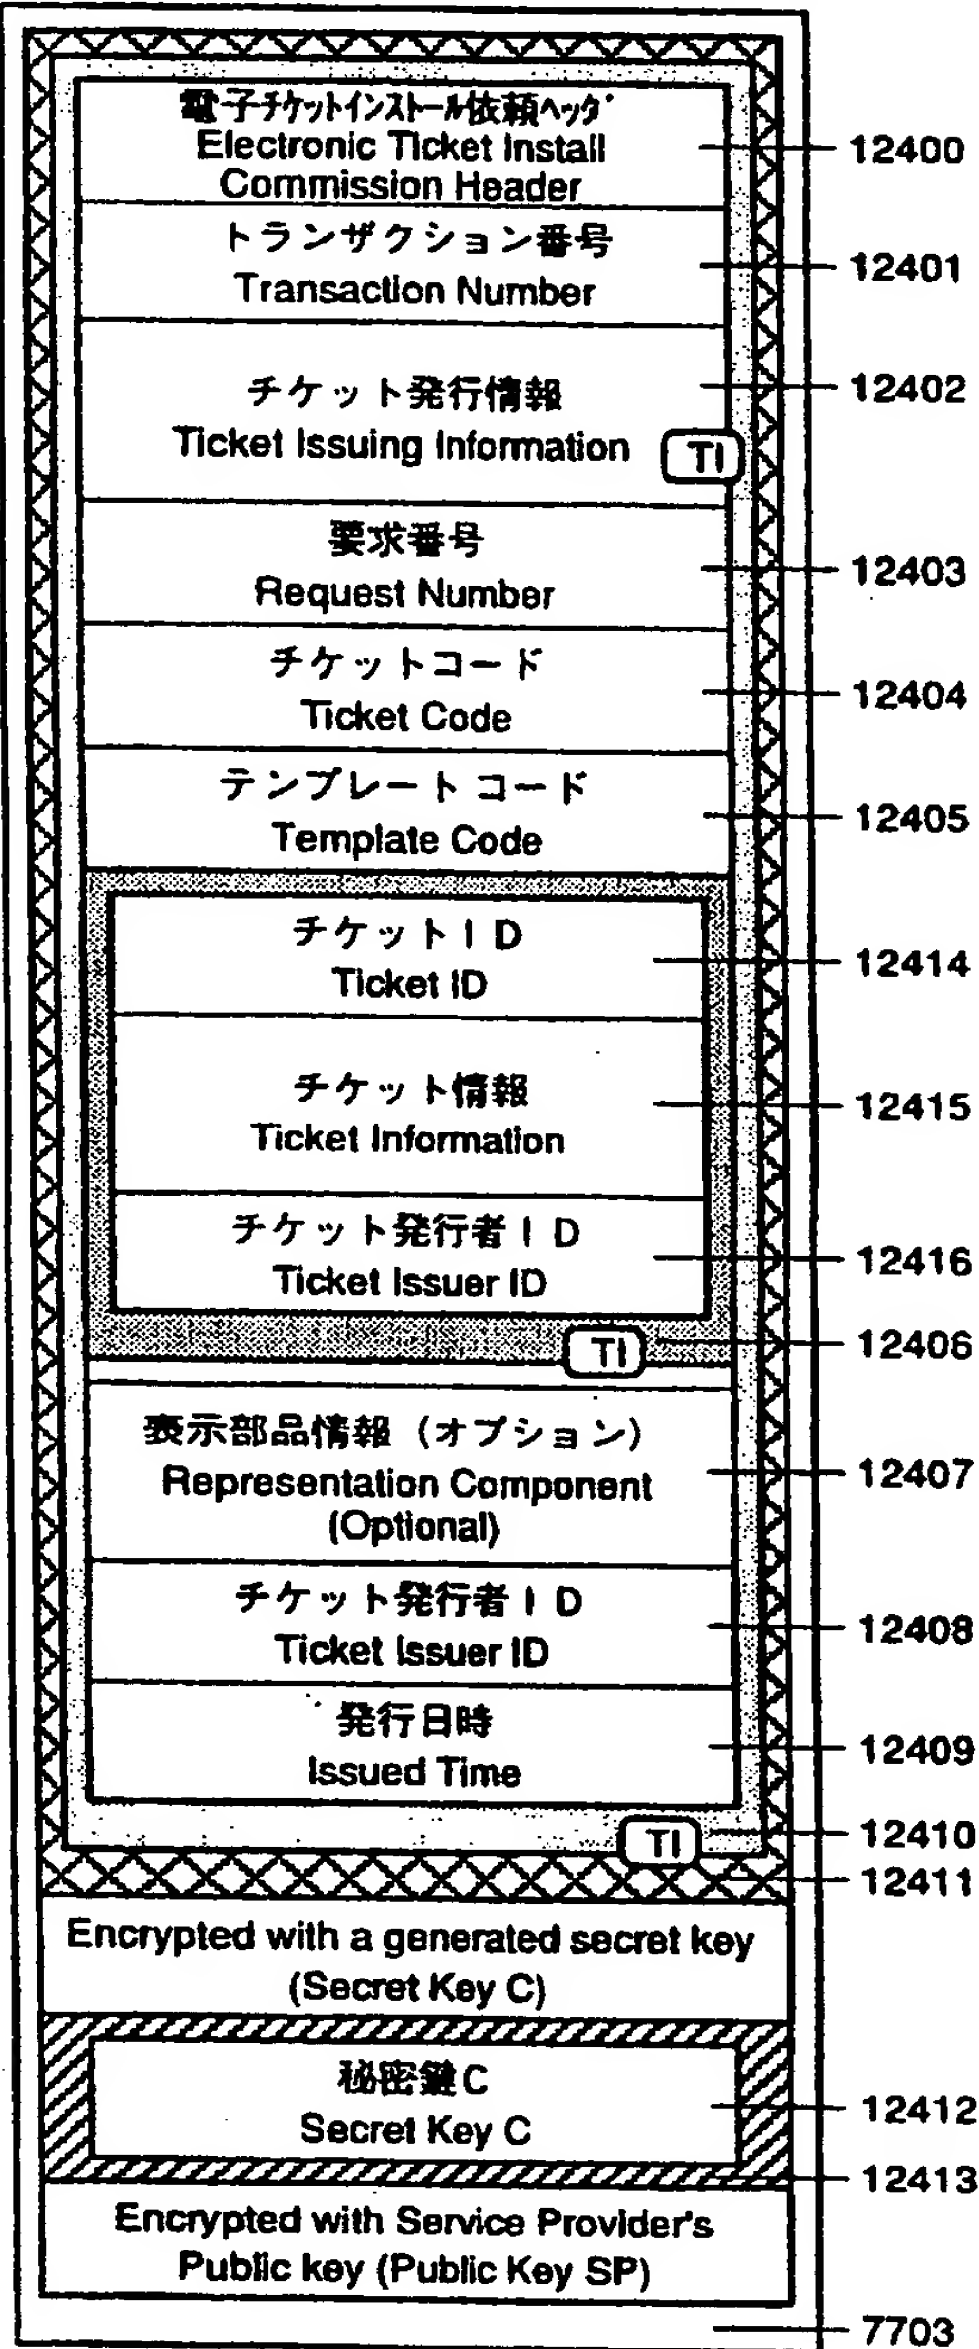 電子チケットインストール依頼ヘッダ
Electronic Ticket Install
Commission Header
12400
トランザクション番号
Transaction Number
12401
チケット発行情報
Ticket Issuing Information
TI
12402
要求番号
Request Number
12403
チケットコード
Ticket Code
12404
テンプレートコード
Template Code
12405
チケットID
Ticket ID
12414
チケット情報
Ticket Information
12415
チケット発行者ID
Ticket Issuer ID
12416
TI
12406
表示部品情報(オプション)
Representation Component
(Optional)
12407
チケット発行者ID
Ticket Issuer ID
12408
発行日時
Issued Time
12409
TI
12410
12411
Encrypted with a generated secret key
(Secret Key C)
秘密鍵C
Secret Key C
12412
12413
Encrypted with Service Provider's
Public key (Public Key SP)
7703